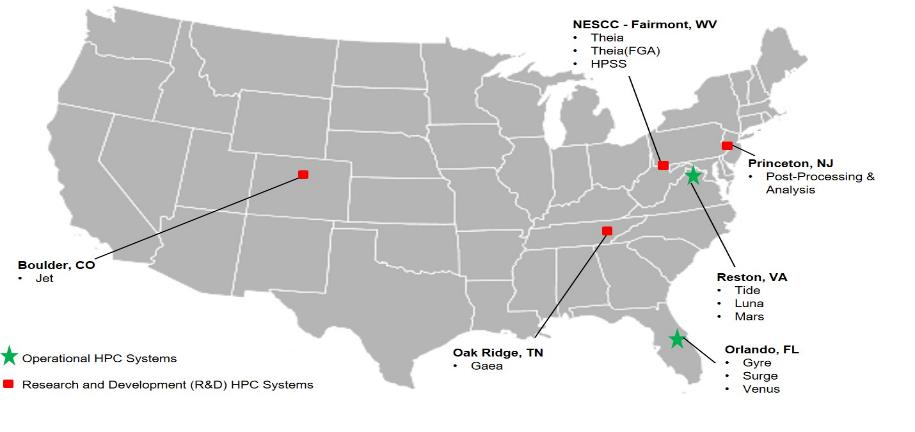 NESCC - Fairmont, WV
• Theia
• Theia(FGA)
• HPSS
Princeton, NJ
• Post-Processing &
Analysis
Boulder, CO
• Jet
Reston, VA
• Tide
• Luna
• Mars
Oak Ridge, TN
• Gaea
Orlando, FL
• Gyre
• Surge
• Venus
Operational HPC Systems
Research and Development (R&D) HPC Systems